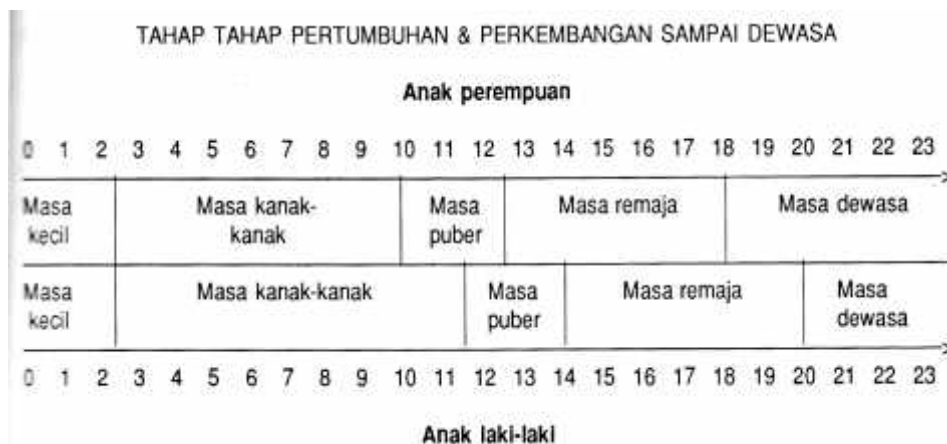 TAHAP TAHAP PERTUMBUHAN & PERKEMBANGAN SAMPAI DEWASA
Anak perempuan
0 1 2 3 4 5 6 7 8 9 10 11 12 13 14 15 16 17 18 19 20 21 22 23
Masa kecil
Masa kanak-
kanak
Masa
puber
Masa remaja
Masa dewasa
Masa
kecil
Masa kanak-kanak
Masa
puber
Masa remaja
Masa
dewasa
0 1 2 3 4 5 6 7 8 9 10 11 12 13 14 15 16 17 18 19 20 21 22 23
Anak laki-laki